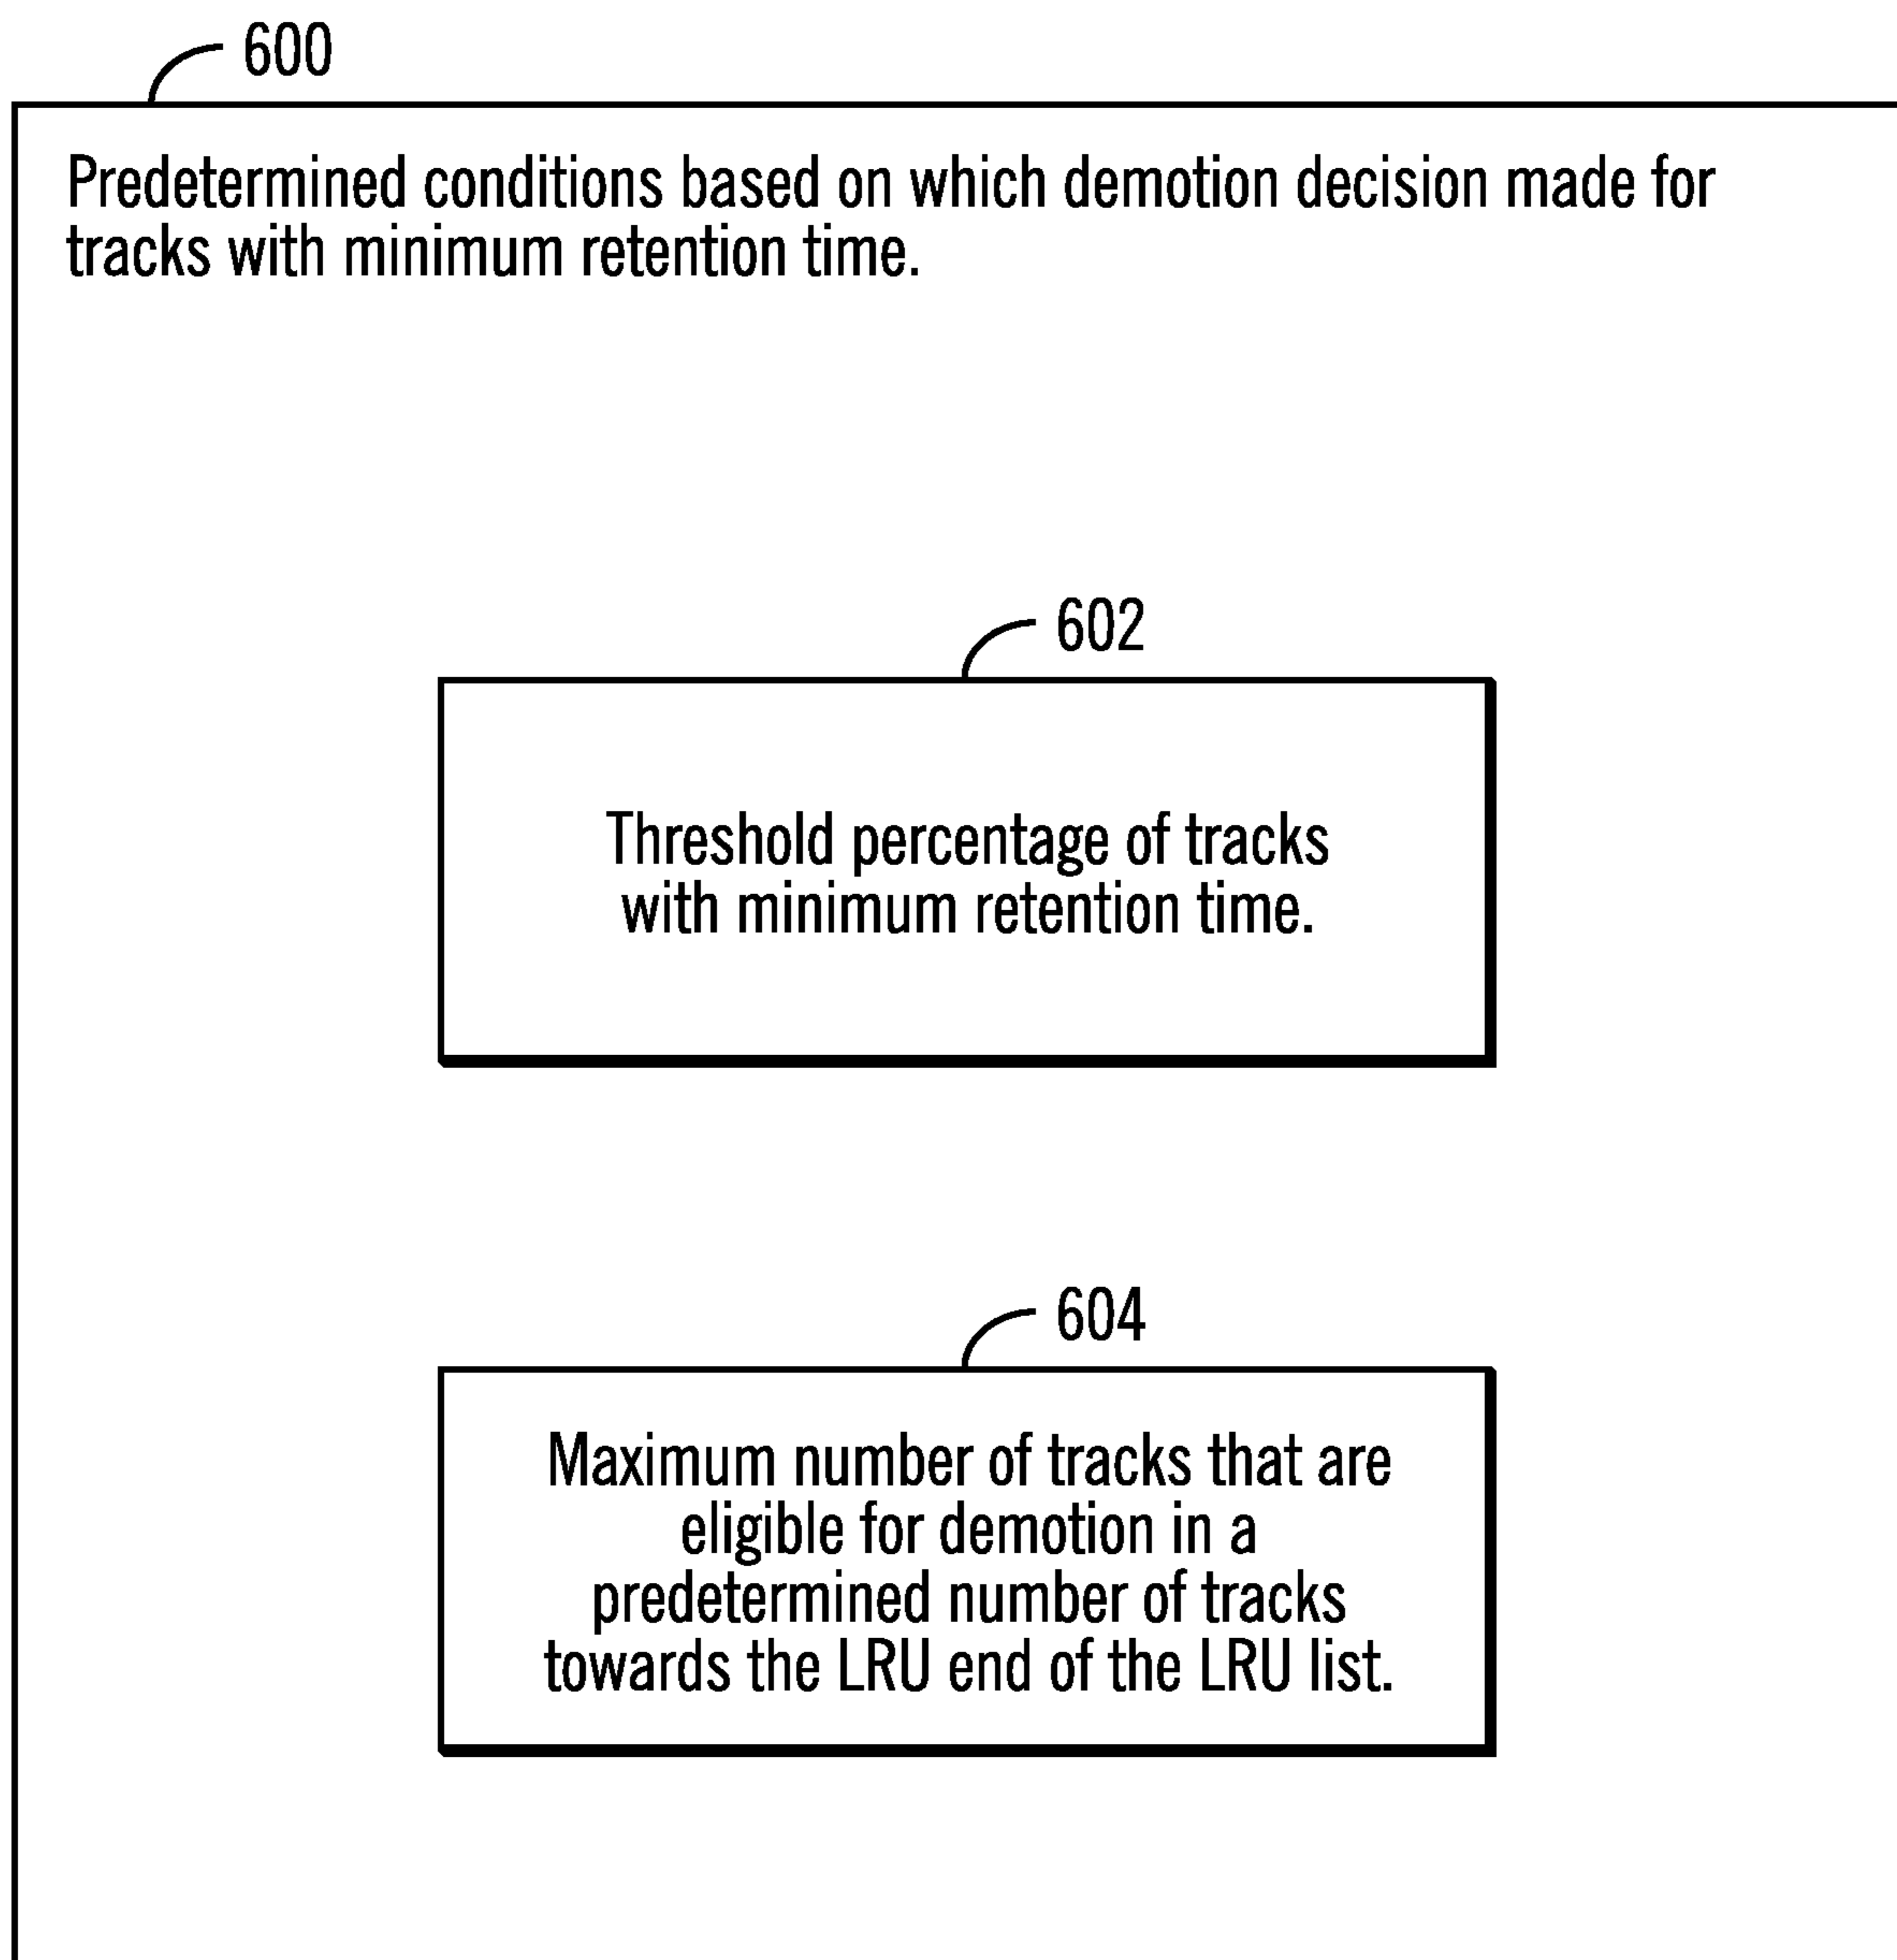 600
Predetermined conditions based on which demotion decision made for
tracks with minimum retention time.
602
Threshold percentage of tracks
with minimum retention time.
604
Maximum number of tracks that are
eligible for demotion in a
predetermined number of tracks
towards the LRU end of the LRU list.